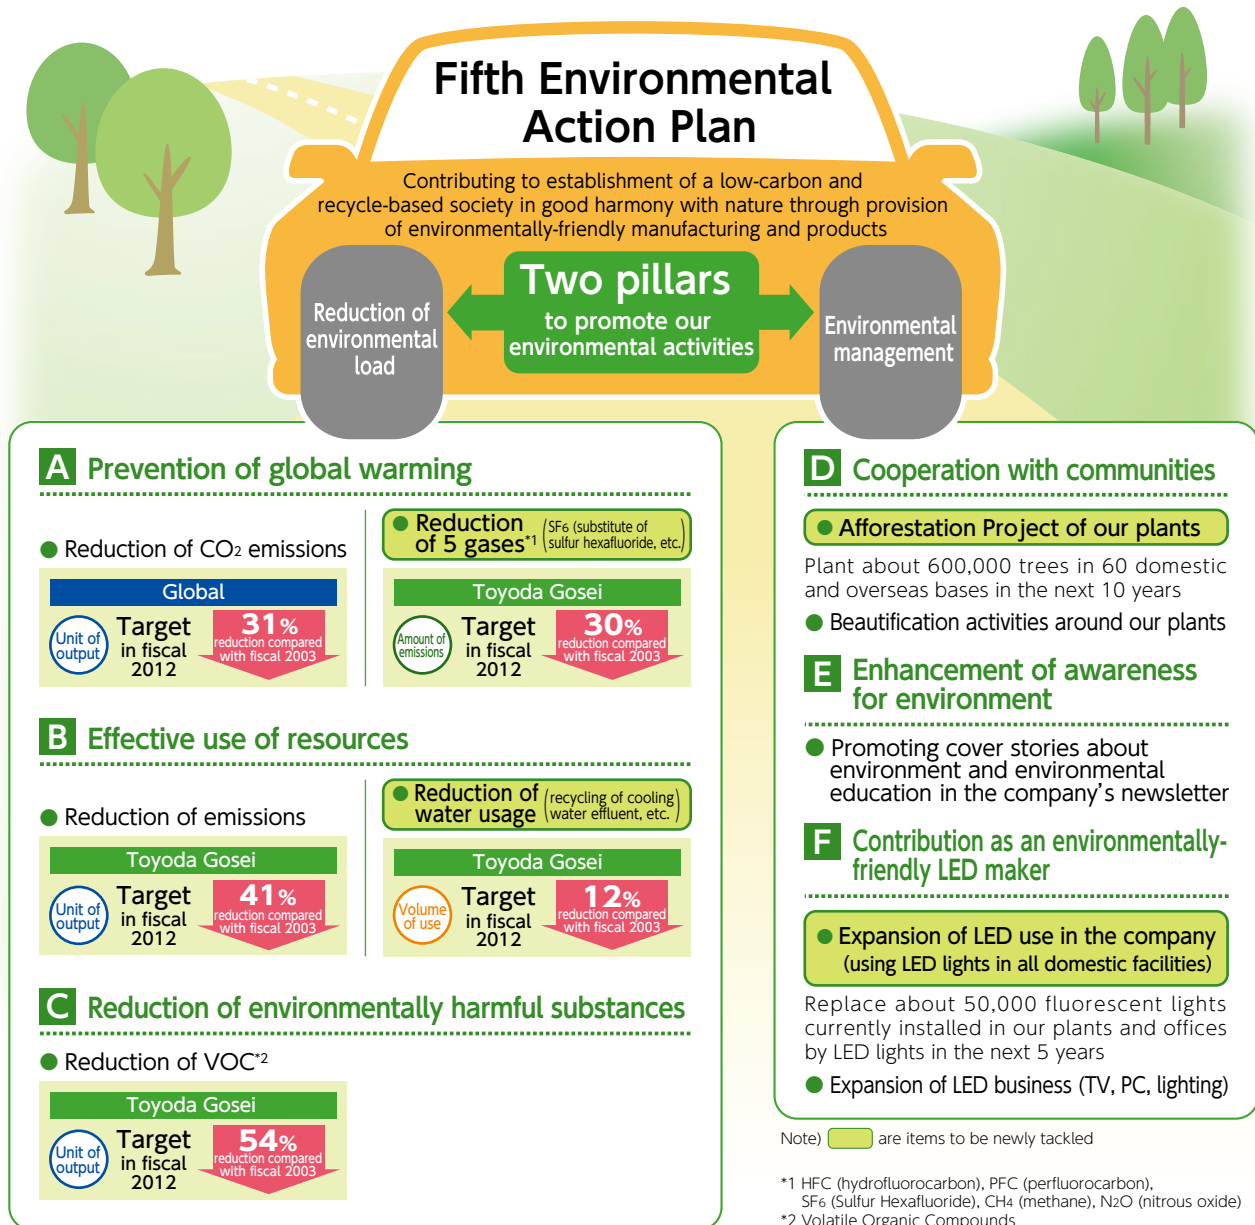 Fifth Environmental
Action Plan
Contributing to establishment of a low-carbon and
recycle-based society in good harmony with nature through provision
of environmentally-friendly manufacturing and products
Reduction of
environmental
load
Two pillars
to promote our
environmental activities
Environmental
management
A Prevention of global warming
● Reduction of CO2 emissions
Global
Unit of
output
Target
in fiscal
2012
31%
reduction compared
with fiscal 2003
● Reduction
of 5 gases*1
(SF6 (substitute of
sulfur hexafluoride, etc.)
Toyoda Gosei
Amount of
emissions
Target
in fiscal
2012
30%
reduction compared
with fiscal 2003
B Effective use of resources
● Reduction of emissions
Toyoda Gosei
Unit of
output
Target
in fiscal
2012
41%
reduction compared
with fiscal 2003
● Reduction of
water usage
(recycling of cooling
water effluent, etc.)
Toyoda Gosei
Volume
of use
Target
in fiscal
2012
12%
reduction compared
with fiscal 2003
C Reduction of environmentally harmful substances
● Reduction of VOC*2
Toyoda Gosei
Unit of
output
Target
in fiscal
2012
54%
reduction compared
with fiscal 2003
D Cooperation with communities
● Afforestation Project of our plants
Plant about 600,000 trees in 60 domestic
and overseas bases in the next 10 years
● Beautification activities around our plants
E Enhancement of awareness
for environment
● Promoting cover stories about
environment and environmental
education in the company's newsletter
F Contribution as an environmentally-
friendly LED maker
● Expansion of LED use in the company
(using LED lights in all domestic facilities)
Replace about 50,000 fluorescent lights
currently installed in our plants and offices
by LED lights in the next 5 years
● Expansion of LED business (TV, PC, lighting)
Note) are items to be newly tackled
*1 HFC (hydrofluorocarbon), PFC (perfluorocarbon),
SF6 (Sulfur Hexafluoride), CH4 (methane), N2O (nitrous oxide)
*2 Volatile Organic Compounds